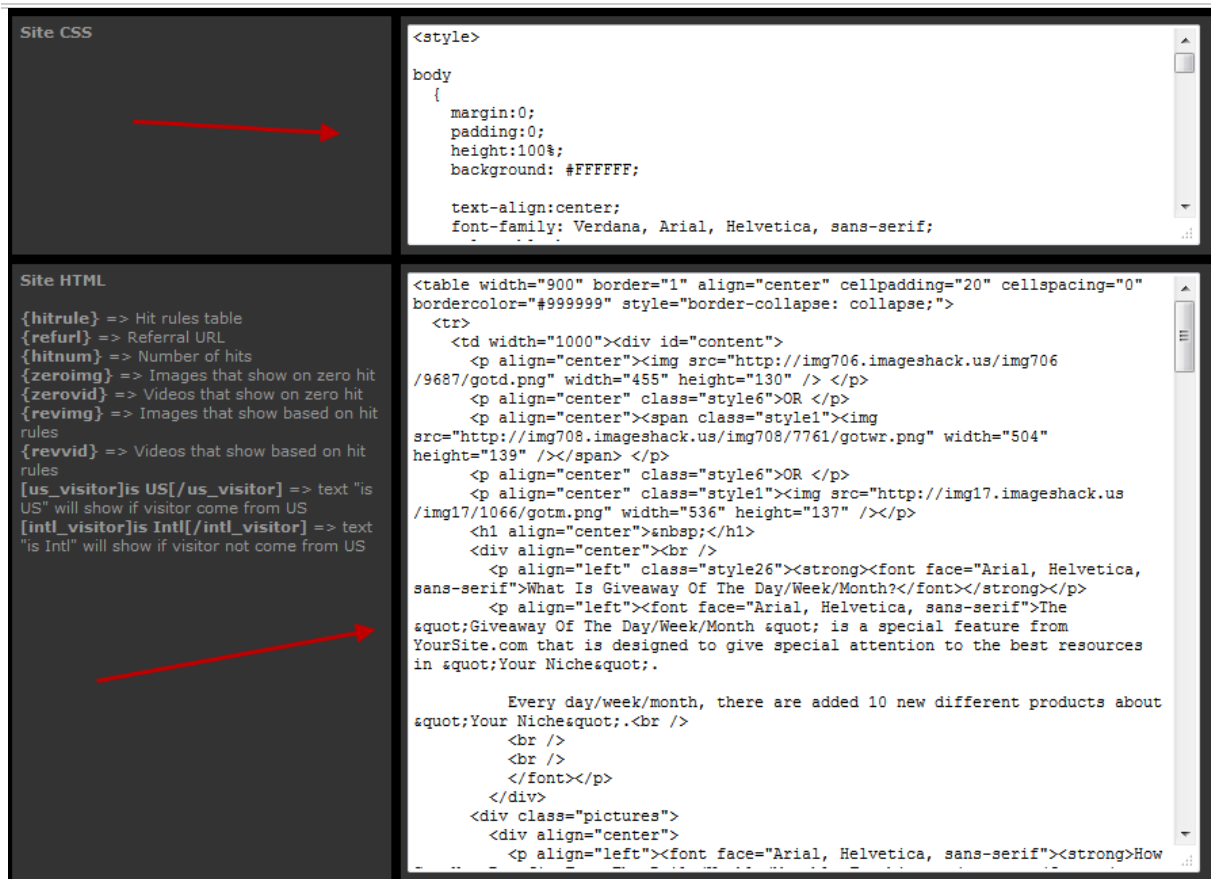 Site CSS
<style>
body
{
margin:0;
padding:0;
height:100%;
background: #FFFFFF;
text-align:center;
font-family: Verdana, Arial, Helvetica, sans-serif;
Site HTML
{hitrule} => Hit rules table
{refurl} => Referral URL
{hitnum} => Number of hits
{zeroimg} => Images that show on zero hit
{zerovid} => Videos that show on zero hit
{revimg} => Images that show based on hit
rules
{revvid} => Videos that show based on hit
rules
[us_visitor]is US[/us_visitor] => text "is
US" will show if visitor come from US
[intl_visitor]is Intl[/intl_visitor] => text
"is Intl" will show if visitor not come from US
<table width="900" border="1" align="center" cellpadding="20" cellspacing="0"
bordercolor="#999999" style="border-collapse: collapse;">
<tr>
<td width="1000"><div id="content">
<p align="center"><img src="http://img706.imageshack.us/img706
/9687/gotd.png" width="455" height="130" /> </p>
<p align="center" class="style6">OR </p>
<p align="center"><span class="style1"><img
src="http://img708.imageshack.us/img708/7761/gotwr.png" width="504"
height="139" /></span> </p>
<p align="center" class="style6">OR </p>
<p align="center" class="style1"><img src="http://img17.imageshack.us
/img17/1066/gotm.png" width="536" height="137" /></p>
<h1 align="center">&nbsp;</h1>
<div align="center"><br />
<p align="left" class="style26"><strong><font face="Arial, Helvetica,
sans-serif">What Is Giveaway Of The Day/Week/Month?</font></strong></p>
<p align="left"><font face="Arial, Helvetica, sans-serif">The
&quot;Giveaway Of The Day/Week/Month &quot; is a special feature from
YourSite.com that is designed to give special attention to the best resources
in &quot;Your Niche&quot;.
Every day/week/month, there are added 10 new different products about
&quot;Your Niche&quot;.<br />
<br />
<br />
</font></p>
</div>
<div class="pictures">
<div align="center">
<p align="left"><font face="Arial, Helvetica, sans-serif"><strong>How